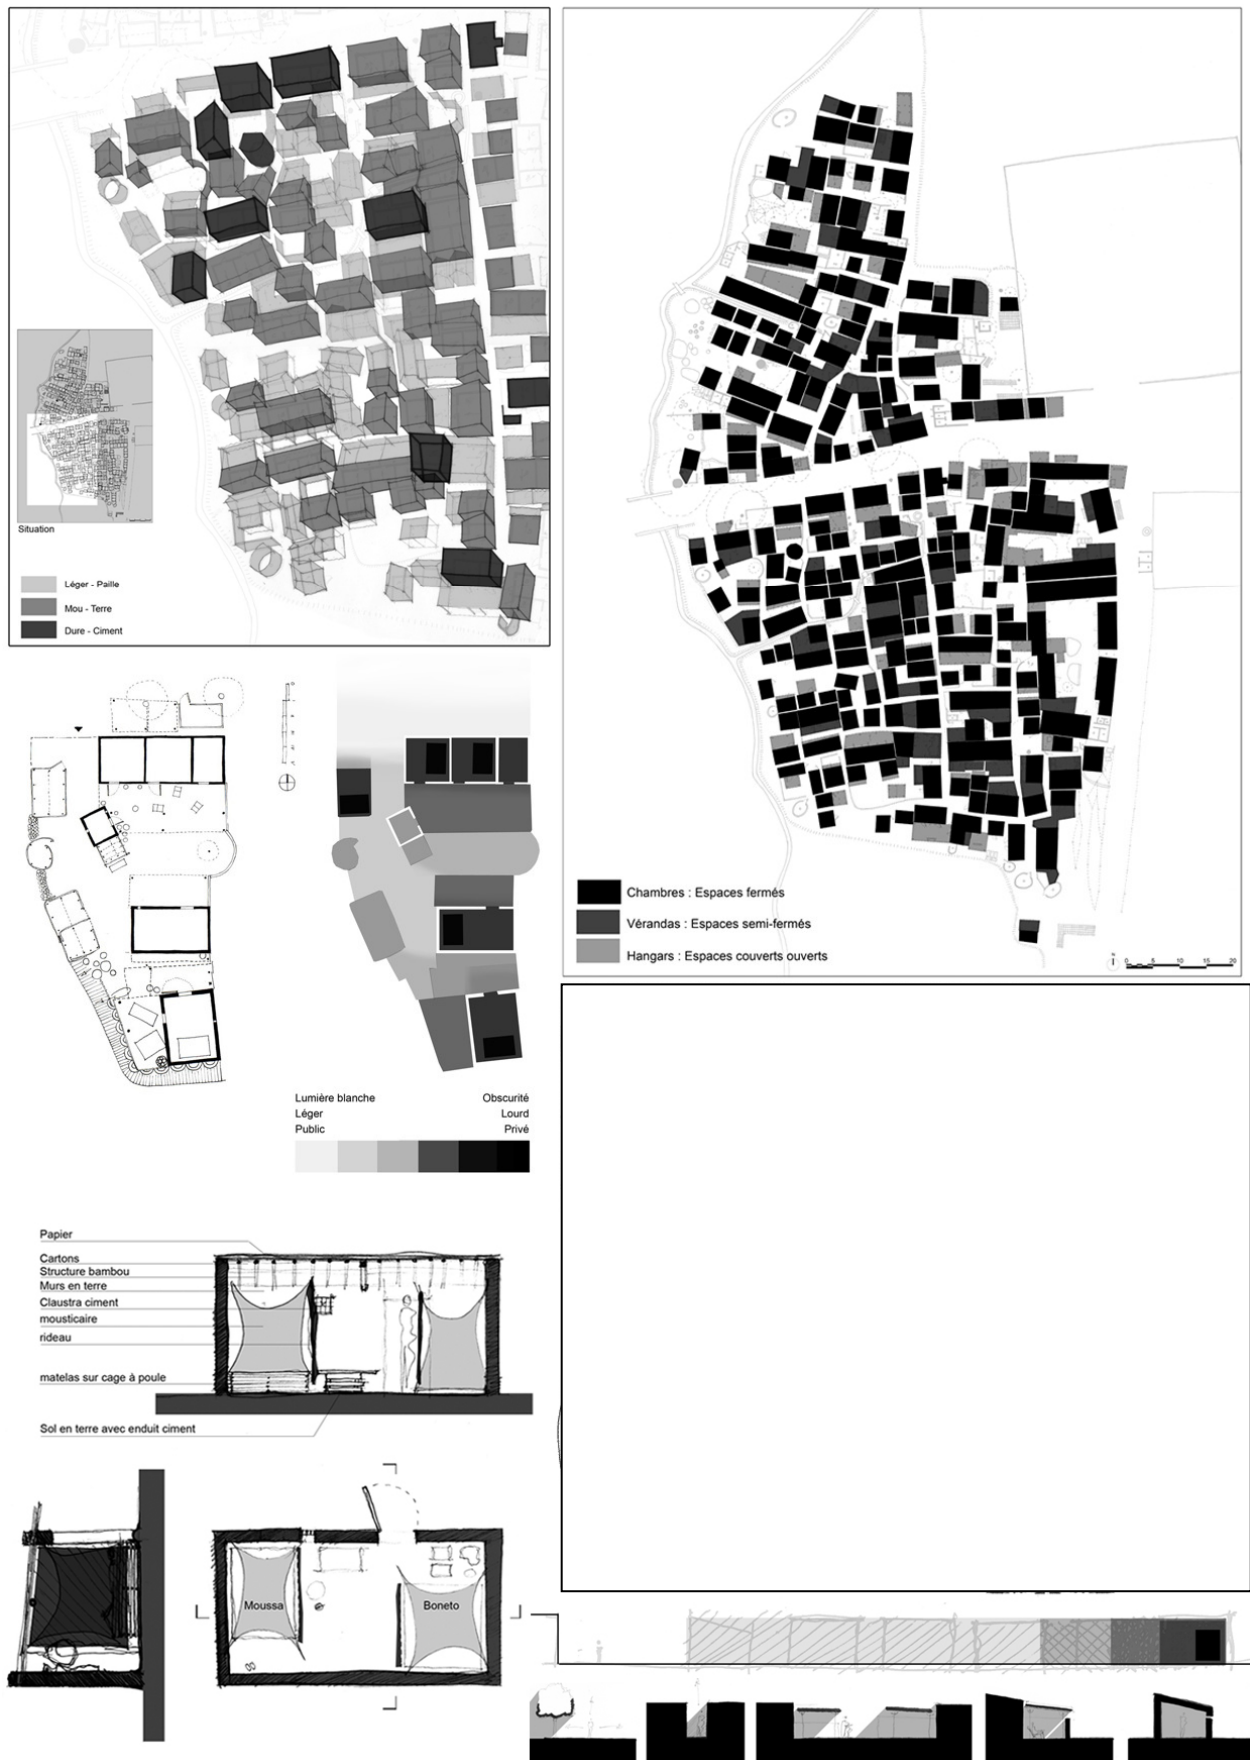 Situation
Léger - Paille
Mou - Terre
Dure - Ciment
Chambres : Espaces fermés
Vérandas : Espaces semi-fermés
Hangars : Espaces couverts ouverts
N
0 5 10 15 20
Lumière blanche Obscurité
Léger Lourd
Public Privé
Papier
Cartons
Structure bambou
Murs en terre
Claustra ciment
mousticaire
rideau
matelas sur cage à poule
Sol en terre avec enduit ciment
Moussa
Boneto